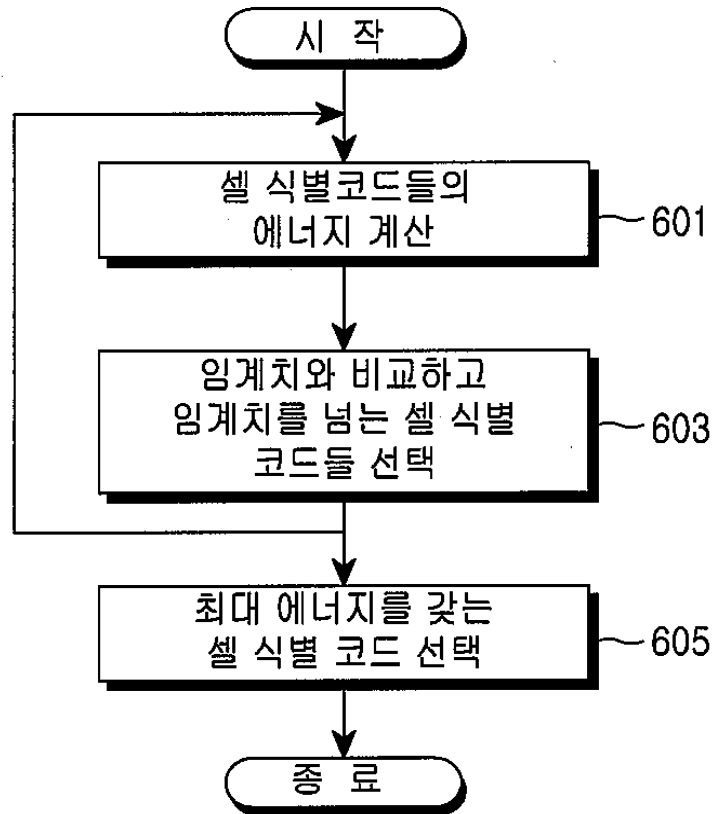 시 작
셀 식별코드들의
에너지 계산
601
임계치와 비교하고
임계치를 넘는 셀 식별
코드들 선택
603
최대 에너지를 갖는
셀 식별 코드 선택
605
종 료